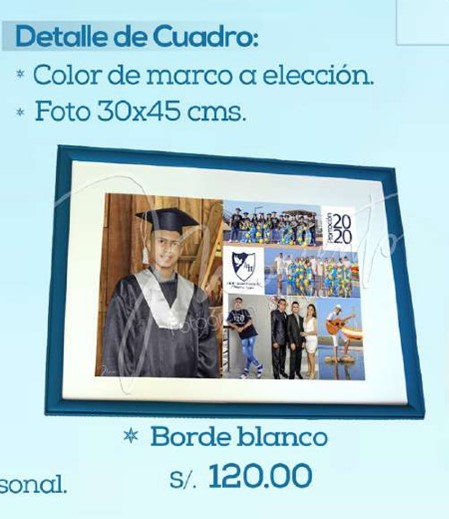 Detalle de Cuadro:
* Color de marco a elección.
* Foto 30x45 cms.
Promoción
20
20
* Borde blanco
sonal.
S/. 120.00